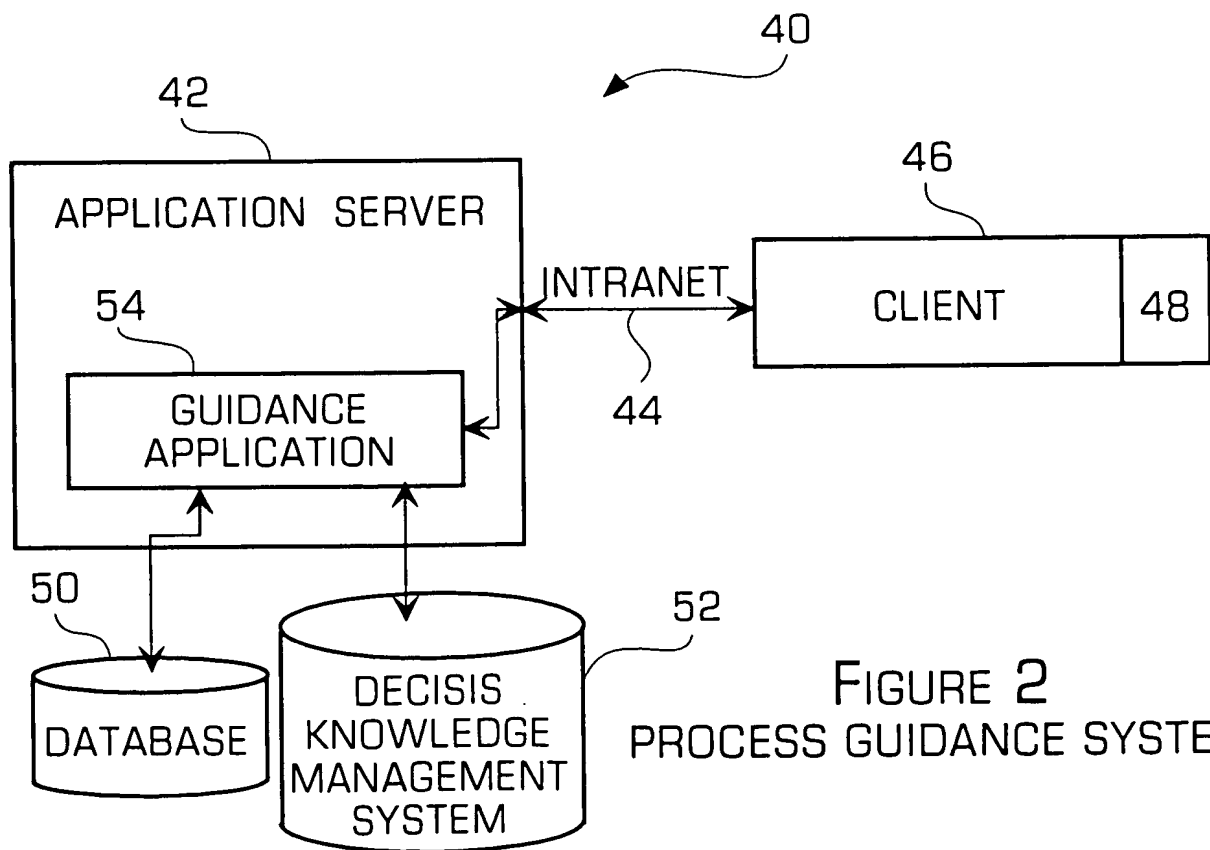 40
42
46
APPLICATION SERVER
INTRANET
CLIENT
48
54
44
GUIDANCE
APPLICATION
50
52
DATABASE
DECISIS
KNOWLEDGE
MANAGEMENT
SYSTEM
FIGURE 2
PROCESS GUIDANCE SYSTE